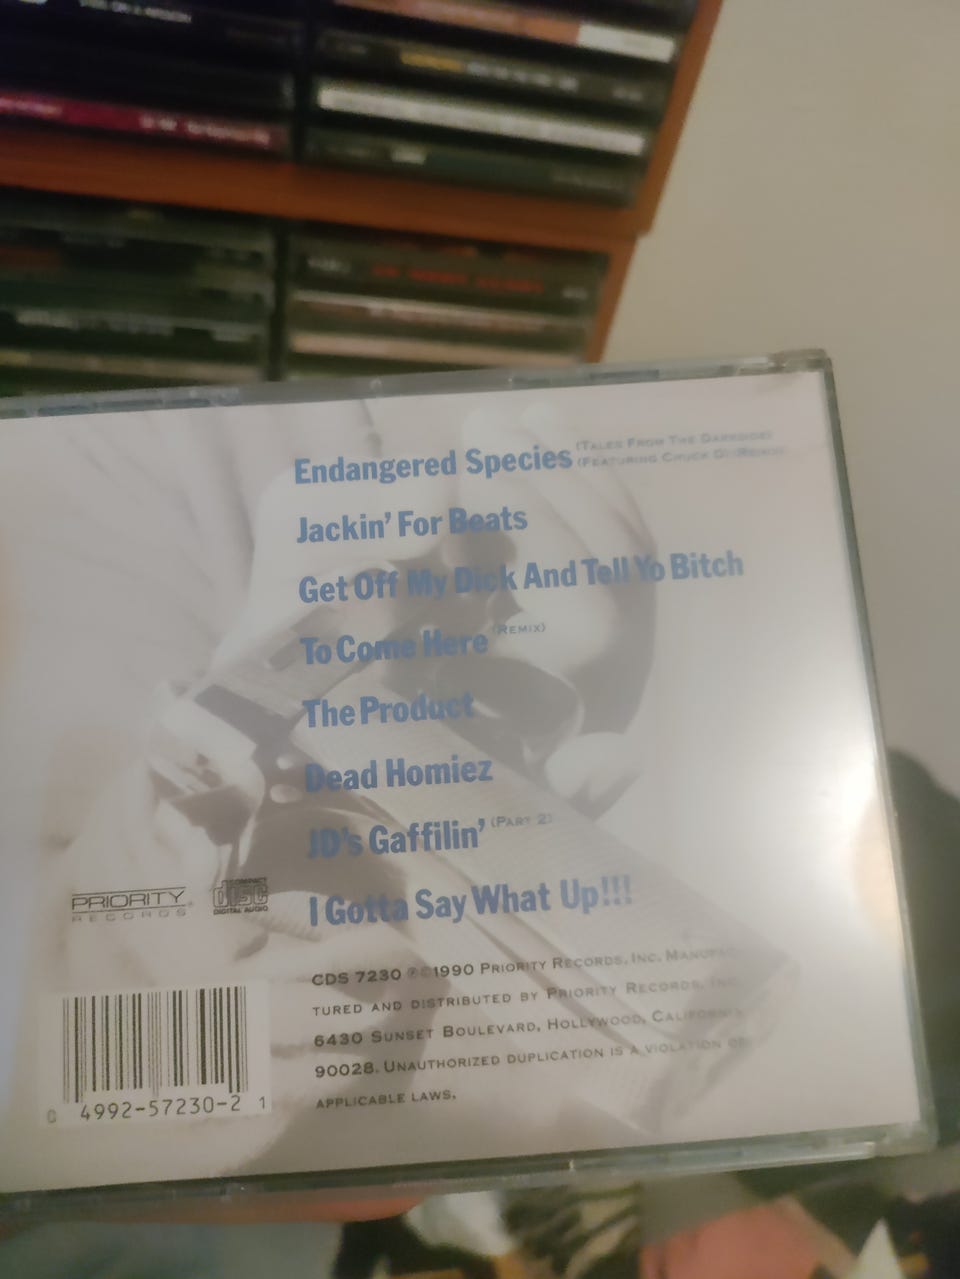 Endangered Species (Tales From The Darkside)
(Featuring Chuck D) (Remix)
Jackin' For Beats
Get Off My Dick And Tell Yo Bitch
To Come Here (Remix)
The Product
Dead Homiez
JD's Gaffilin' (Part 2)
I Gotta Say What Up!!!
PRIORITY
RECORDS
COMPACT
disc
DIGITAL AUDIO
CDS 7230 ℗©1990 Priority Records, Inc. Manufac-
tured and distributed by Priority Records, Inc.
6430 Sunset Boulevard, Hollywood, California
90028. Unauthorized duplication is a violation of
applicable laws.
0 4992-57230-2 1